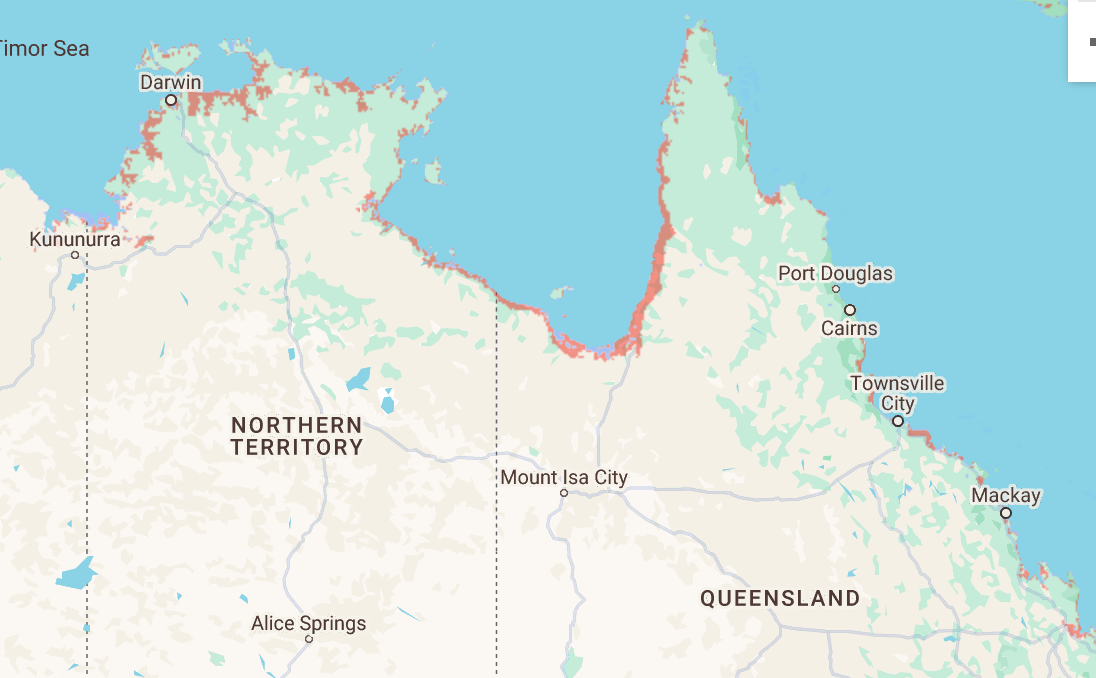 Timor Sea
Darwin
Kununurra
Port Douglas
Cairns
Townsville
City
NORTHERN
TERRITORY
Mount Isa City
Mackay
QUEENSLAND
Alice Springs